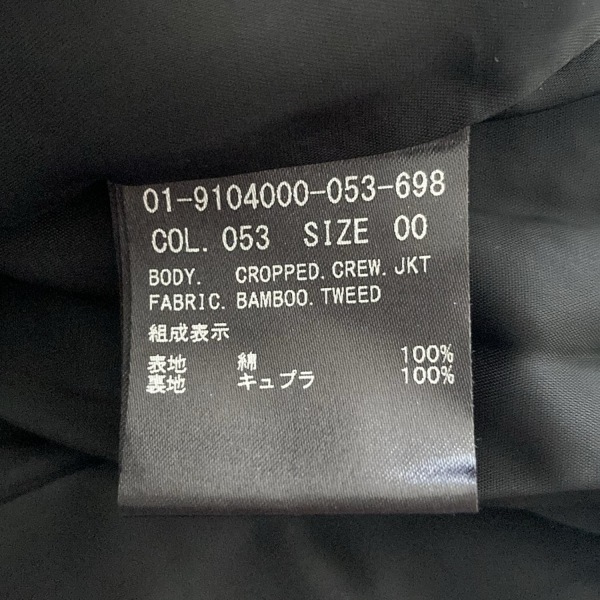 01-9104000-053-698
COL. 053 SIZE 00
BODY. CROPPED. CREW. JKT
FABRIC. BAMBOO. TWEED
組成表示
表地 綿 100%
裏地 キュプラ 100%